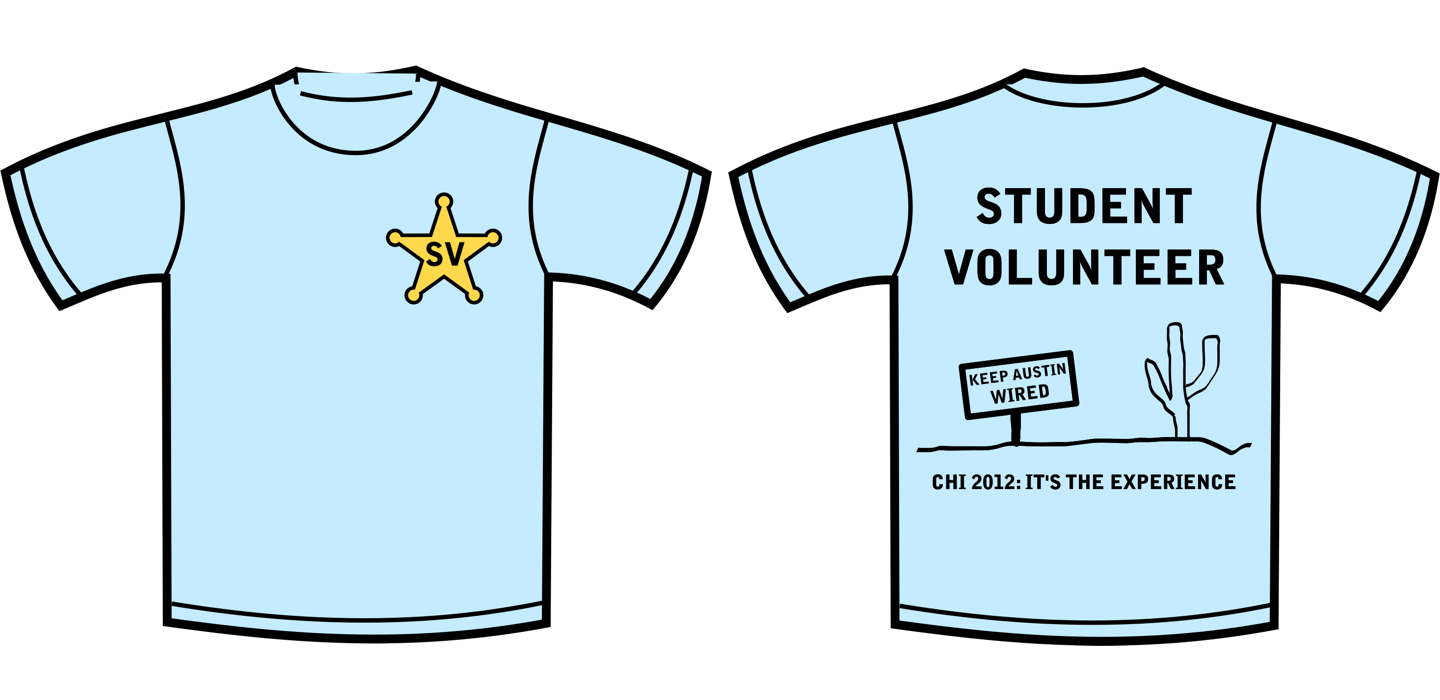 SV
STUDENT
VOLUNTEER
KEEP AUSTIN
WIRED
CHI 2012: IT'S THE EXPERIENCE